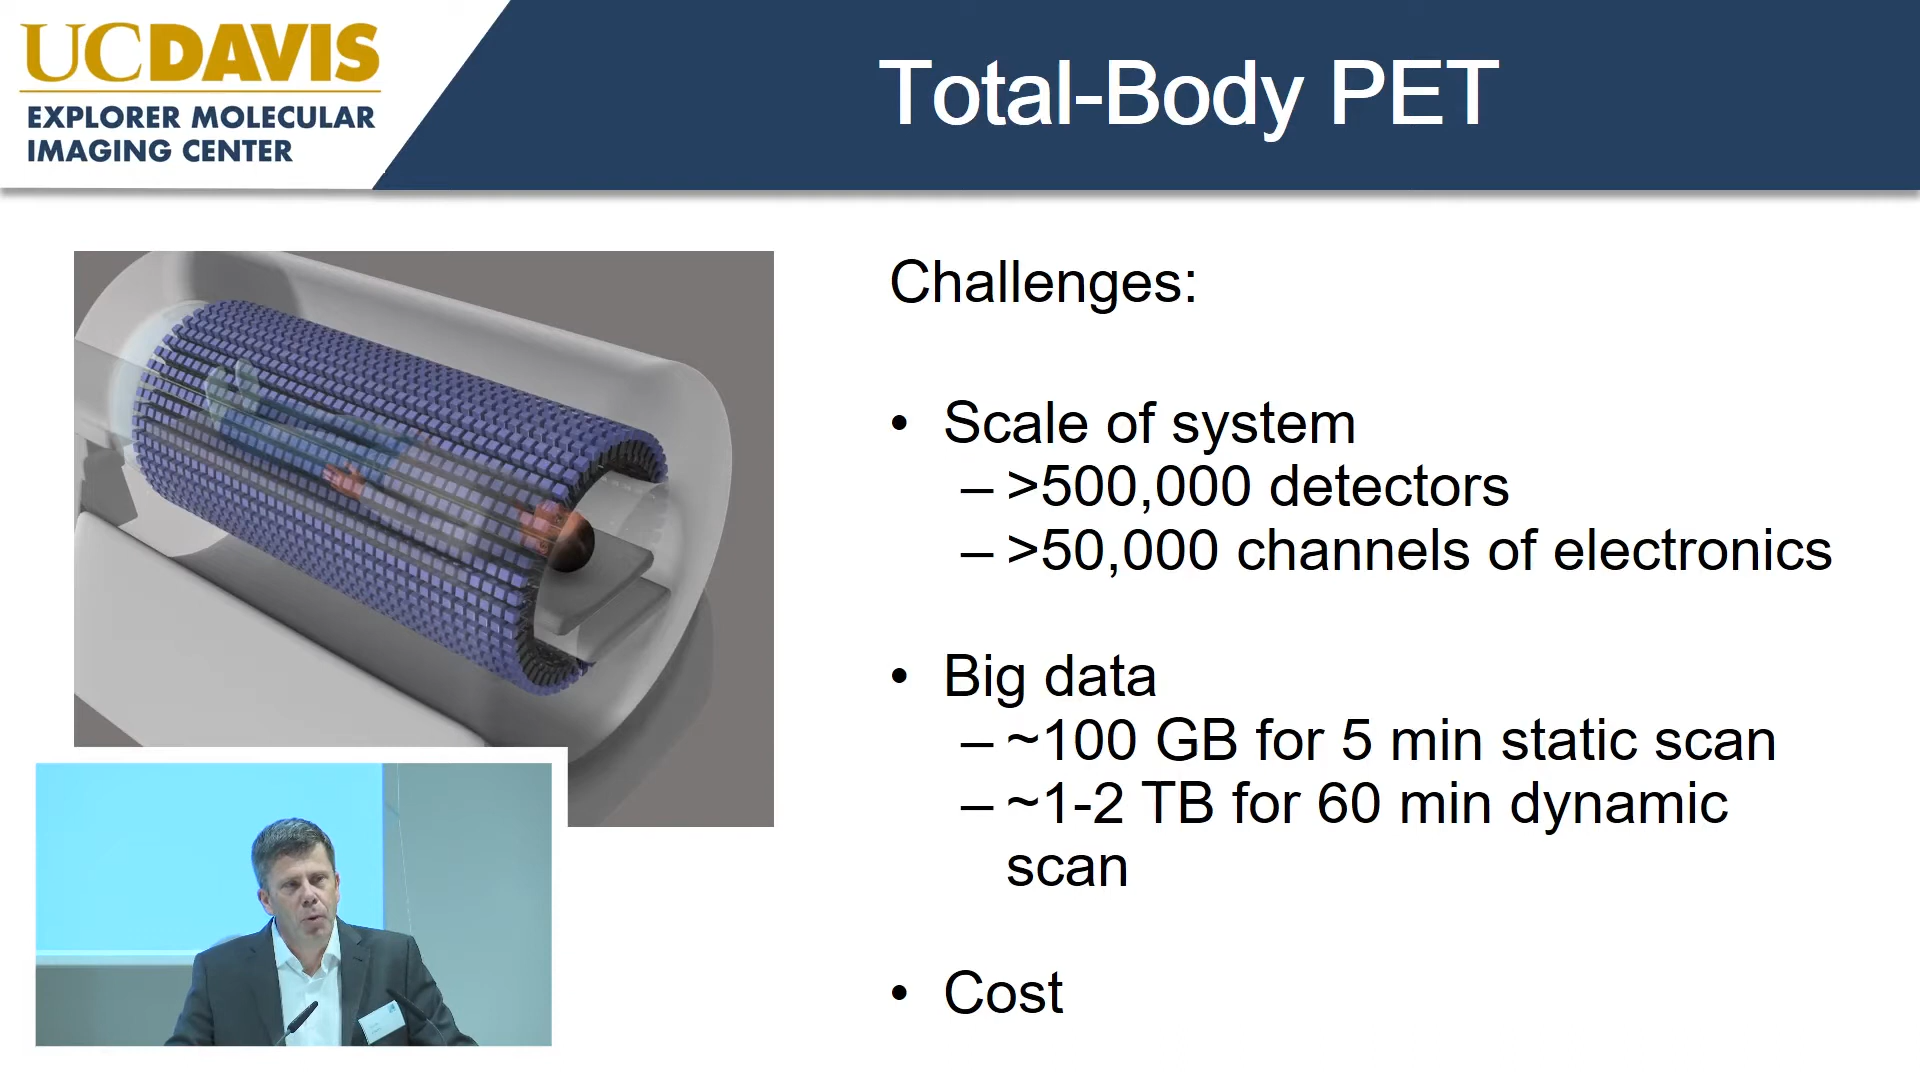 UCDAVIS
EXPLORER MOLECULAR
IMAGING CENTER
Total-Body PET
Challenges:
• Scale of system
– >500,000 detectors
– >50,000 channels of electronics
• Big data
– ~100 GB for 5 min static scan
– ~1-2 TB for 60 min dynamic
scan
• Cost